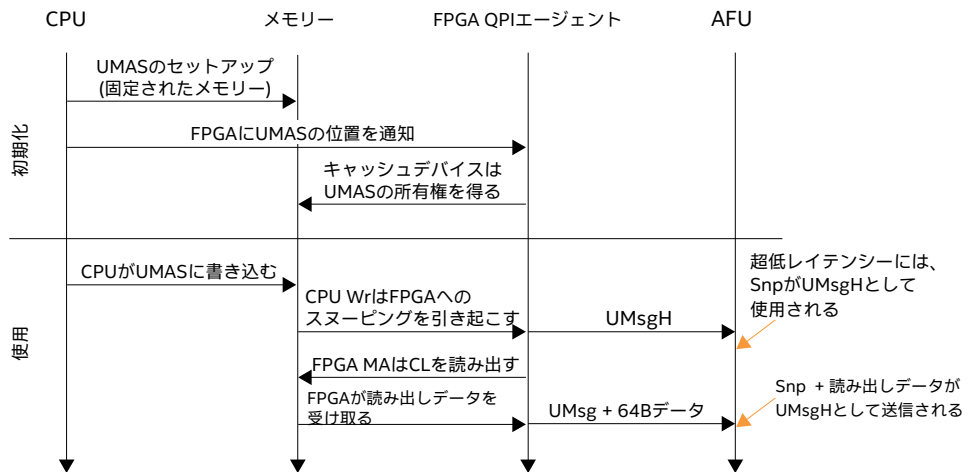 CPU
メモリー
FPGA QPIエージェント
AFU
初期化
UMASのセットアップ
(固定されたメモリー)
FPGAにUMASの位置を通知
キャッシュデバイスは
UMASの所有権を得る
使用
CPUがUMASに書き込む
CPU WrはFPGAへの
スヌーピングを引き起こす
UMsgH
超低レイテンシーには、
SnpがUMsgHとして
使用される
FPGA MAはCLを読み出す
FPGAが読み出しデータを
受け取る
UMsg + 64Bデータ
Snp + 読み出しデータが
UMsgHとして送信される